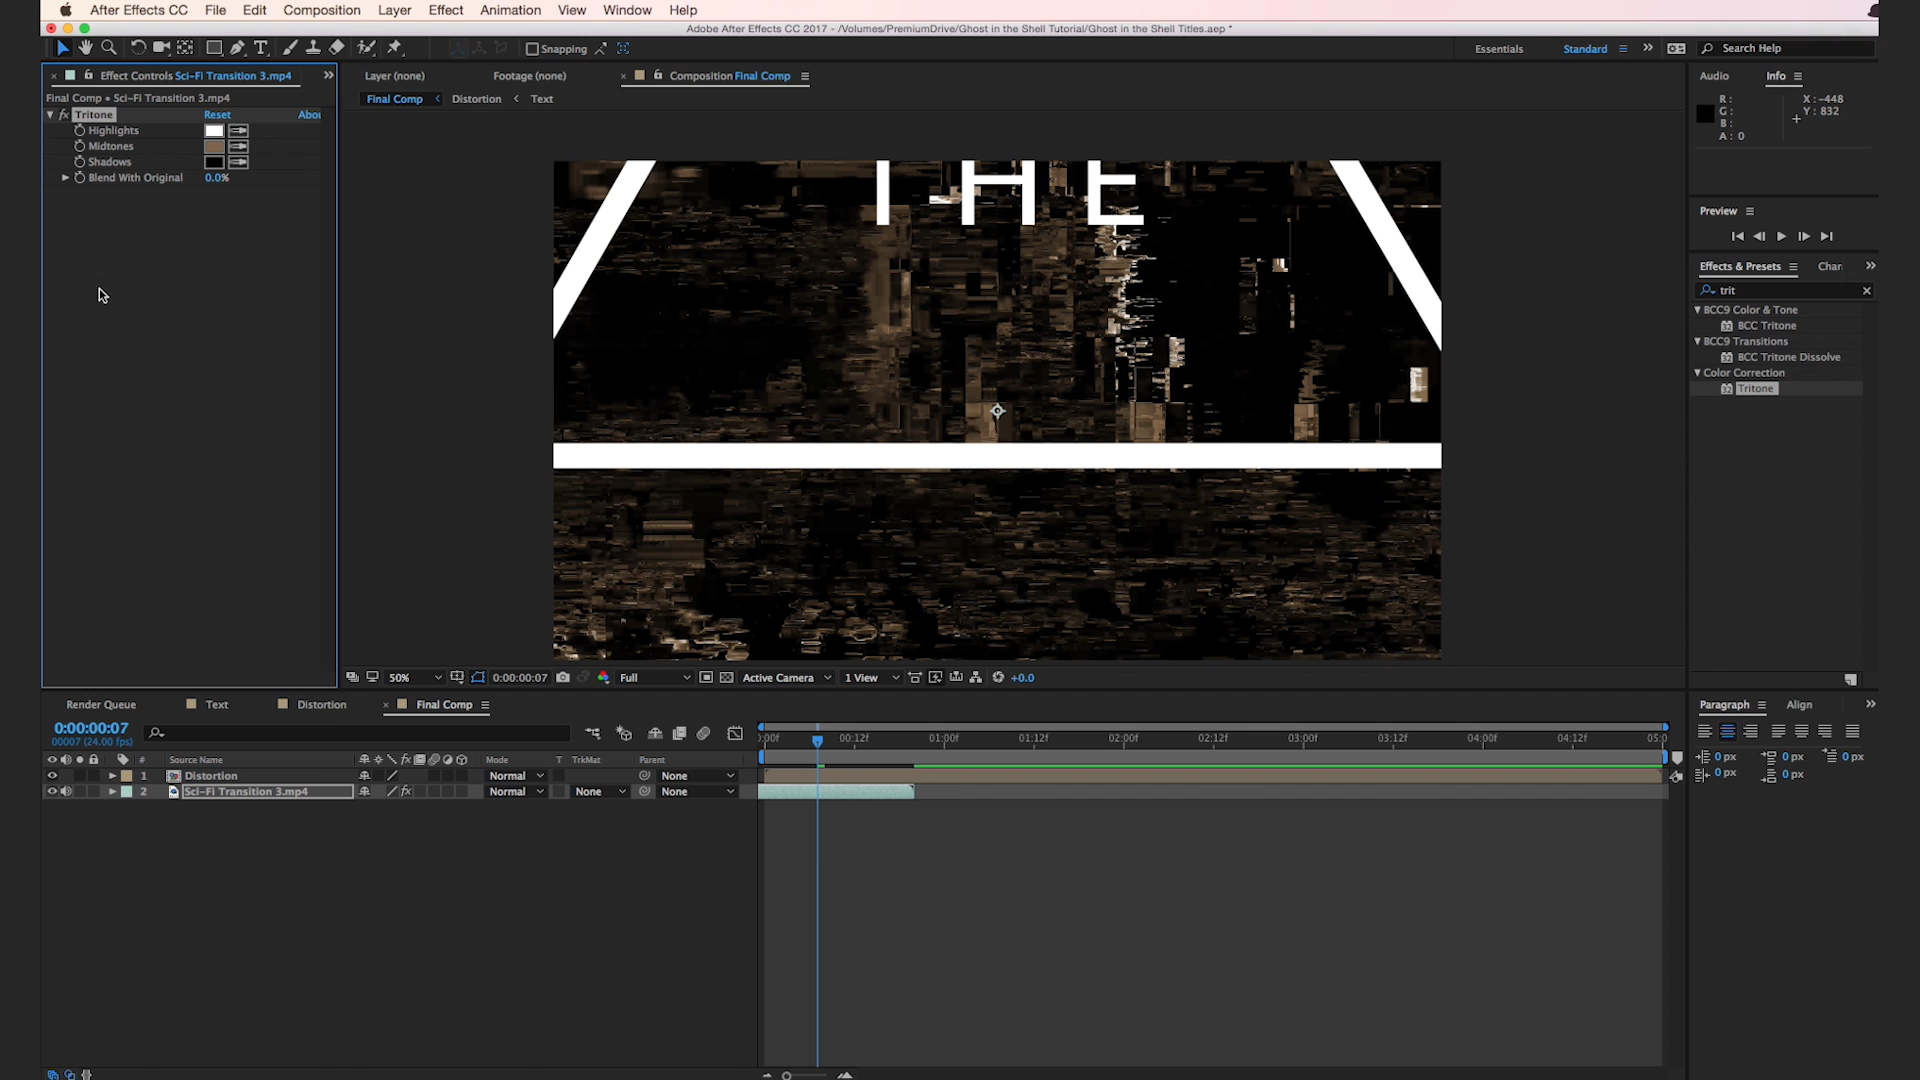 After Effects CC File Edit Composition Layer Effect Animation View Window Help
Adobe After Effects CC 2017 - /Volumes/PremiumDrive/Ghost in the Shell Tutorial/Ghost in the Shell Titles.aep *
Snapping Essentials Standard Search Help
Effect Controls Sci-Fi Transition 3.mp4
Final Comp • Sci-Fi Transition 3.mp4
Tritone Reset Abou
Highlights
Midtones
Shadows
Blend With Original 0.0%
Layer (none) Footage (none) Composition Final Comp
Final Comp Distortion Text
THE
50% 0:00:00:07 Full Active Camera 1 View +0.0
Audio Info
R: X: -448
G: Y: 832
B:
A: 0
Preview
Effects & Presets Char
trit
BCC9 Color & Tone
BCC Tritone
BCC9 Transitions
BCC Tritone Dissolve
Color Correction
Tritone
Render Queue Text Distortion Final Comp
0:00:00:07
00007 (24.00 fps)
# Source Name Mode T TrkMat Parent
1 Distortion Normal None
2 Sci-Fi Transition 3.mp4 Normal None None
:00f 00:12f 01:00f 01:12f 02:00f 02:12f 03:00f 03:12f 04:00f 04:12f 05:0
Paragraph Align
0 px 0 px 0 px
0 px 0 px